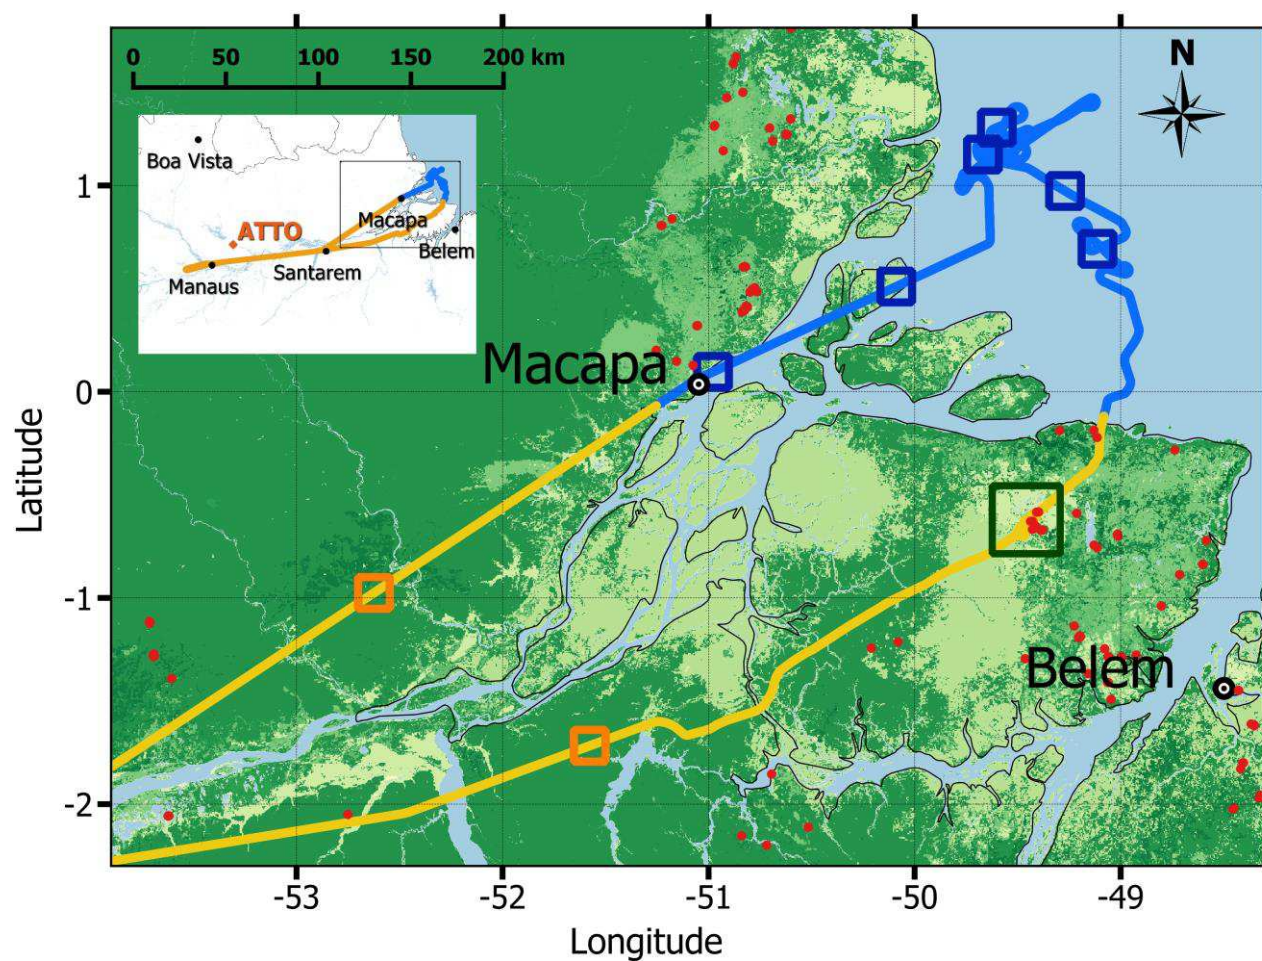 0 50 100 150 200 km
N
Boa Vista
ATTO
Macapa
Belem
Santarem
Manaus
Macapa
Belem
1
0
-1
-2
Latitude
-53 -52 -51 -50 -49
Longitude